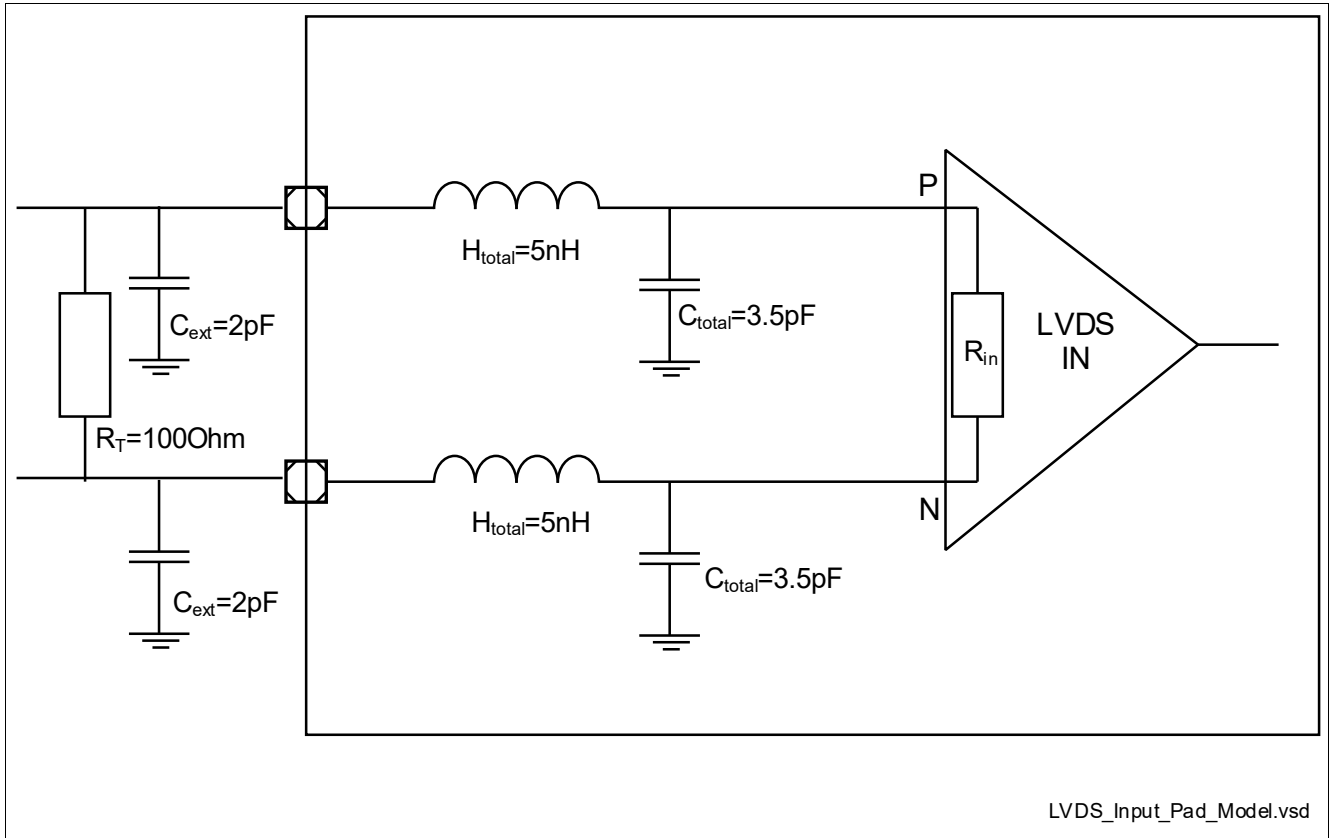 P
H_total=5nH
C_ext=2pF
C_total=3.5pF
LVDS
IN
R_in
R_T=100Ohm
N
H_total=5nH
C_total=3.5pF
C_ext=2pF
LVDS_Input_Pad_Model.vsd